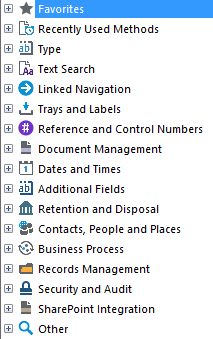 Favorites
Recently Used Methods
Type
Text Search
Linked Navigation
Trays and Labels
Reference and Control Numbers
Document Management
Dates and Times
Additional Fields
Retention and Disposal
Contacts, People and Places
Business Process
Records Management
Security and Audit
SharePoint Integration
Other